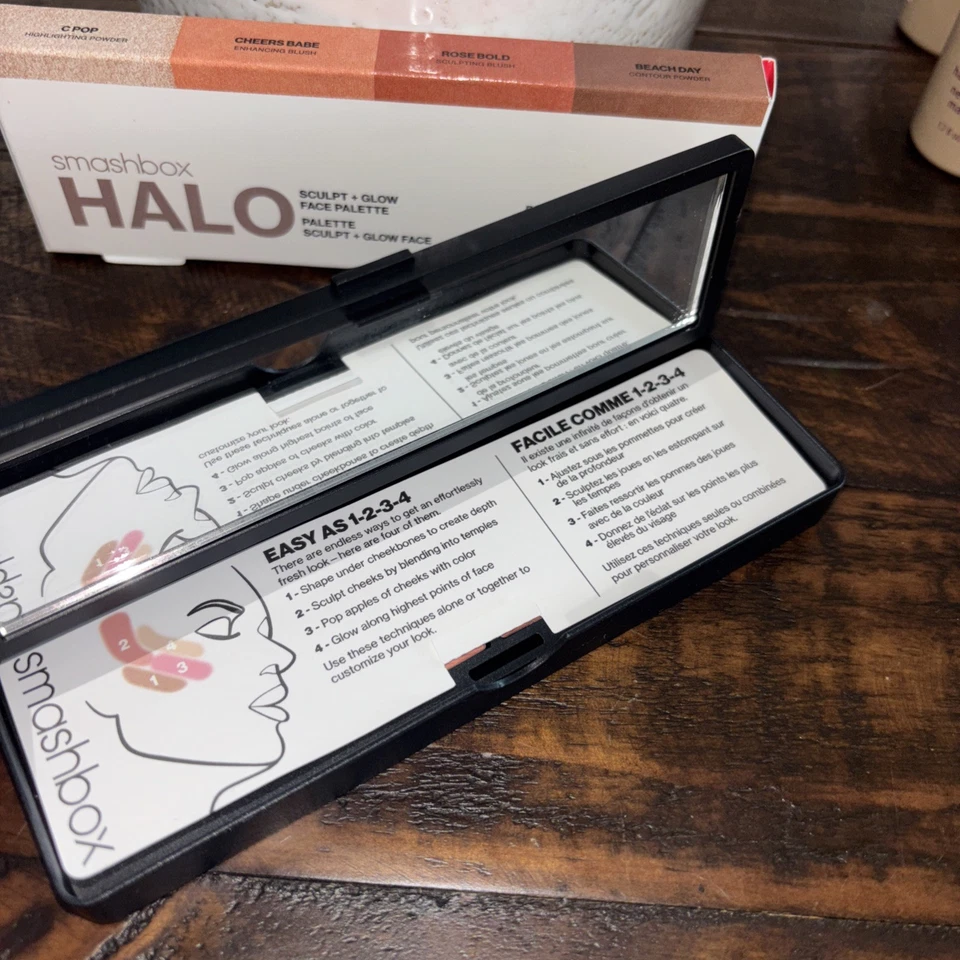 C POP
HIGHLIGHTING POWDER
CHEERS BABE
ENHANCING BLUSH
ROSE BOLD
SCULPTING BLUSH
BEACH DAY
CONTOUR POWDER
smashbox
HALO
SCULPT + GLOW
FACE PALETTE
PALETTE
SCULPT + GLOW FACE
EASY AS 1-2-3-4
There are endless ways to get an effortlessly
fresh look—here are four of them.
1 - Shape under cheekbones to create depth
2 - Sculpt cheeks by blending into temples
3 - Pop apples of cheeks with color
4 - Glow along highest points of face
Use these techniques alone or together to
customize your look.
FACILE COMME 1-2-3-4
Il existe une infinité de façons d'obtenir un
look frais et sans effort : en voici quatre.
1 - Ajustez sous les pommettes pour créer
de la profondeur
2 - Sculptez les joues en les estompant sur
les tempes
3 - Faites ressortir les pommes des joues
avec de la couleur
4 - Donnez de l'éclat sur les points les plus
élevés du visage
Utilisez ces techniques seules ou combinées
pour personnaliser votre look.
2
4
3
1
smashbox